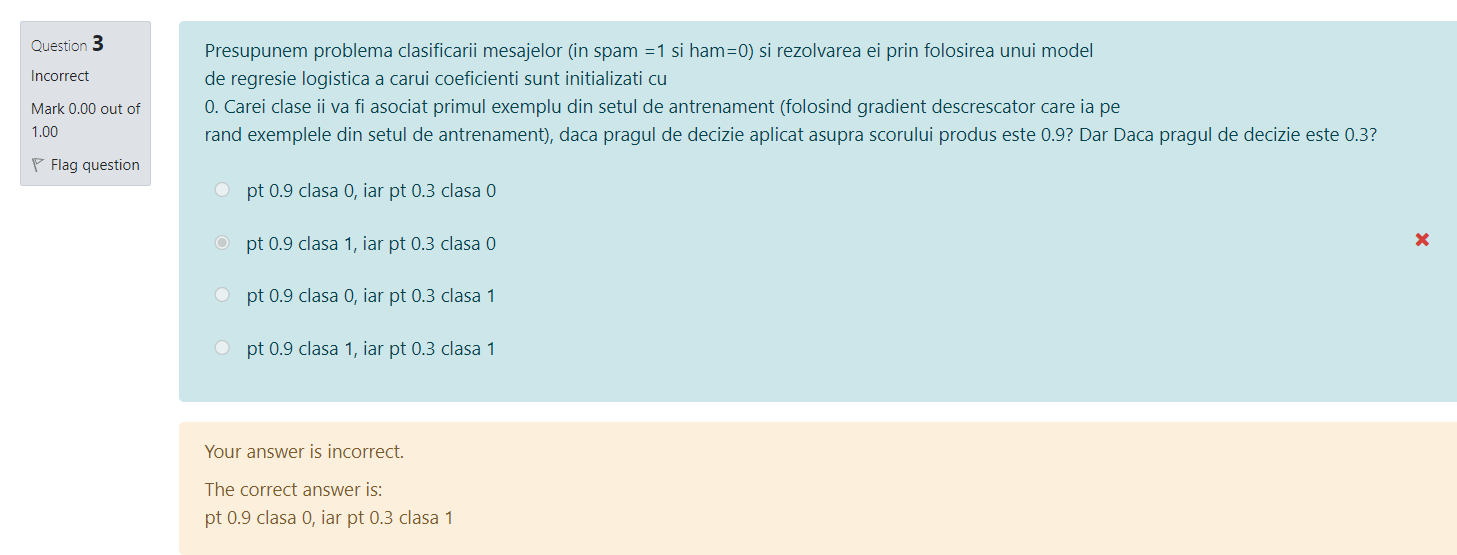 Question 3
Incorrect
Mark 0.00 out of
1.00
Flag question
Presupunem problema clasificarii mesajelor (in spam =1 si ham=0) si rezolvarea ei prin folosirea unui model
de regresie logistica a carui coeficienti sunt initializati cu
0. Carei clase ii va fi asociat primul exemplu din setul de antrenament (folosind gradient descrescator care ia pe
rand exemplele din setul de antrenament), daca pragul de decizie aplicat asupra scorului produs este 0.9? Dar Daca pragul de decizie este 0.3?
pt 0.9 clasa 0, iar pt 0.3 clasa 0
pt 0.9 clasa 1, iar pt 0.3 clasa 0
pt 0.9 clasa 0, iar pt 0.3 clasa 1
pt 0.9 clasa 1, iar pt 0.3 clasa 1
Your answer is incorrect.
The correct answer is:
pt 0.9 clasa 0, iar pt 0.3 clasa 1